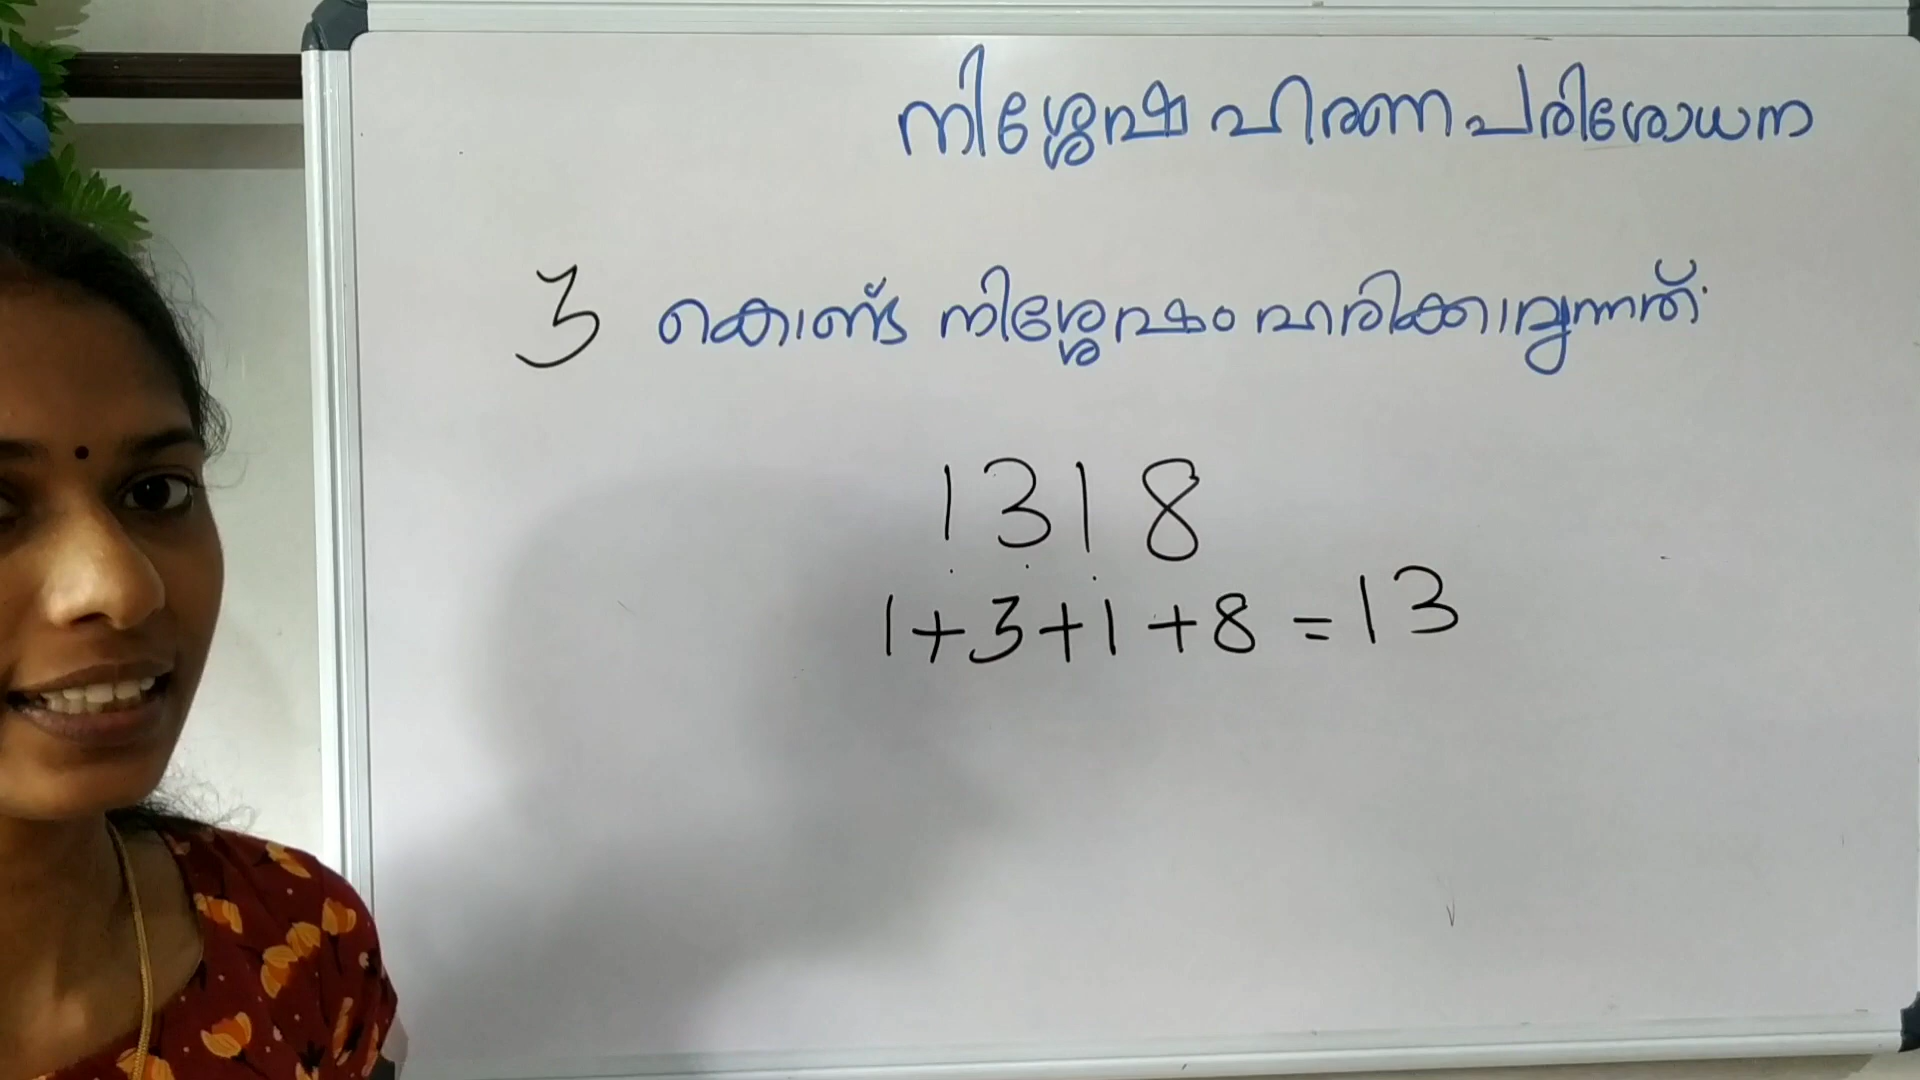 നിശ്ശേഷ ഹരണ പരിശോധന
3 കൊണ്ട് നിശ്ശേഷം ഹരിക്കാവുന്നത്
1318
1+3+1+8 = 13